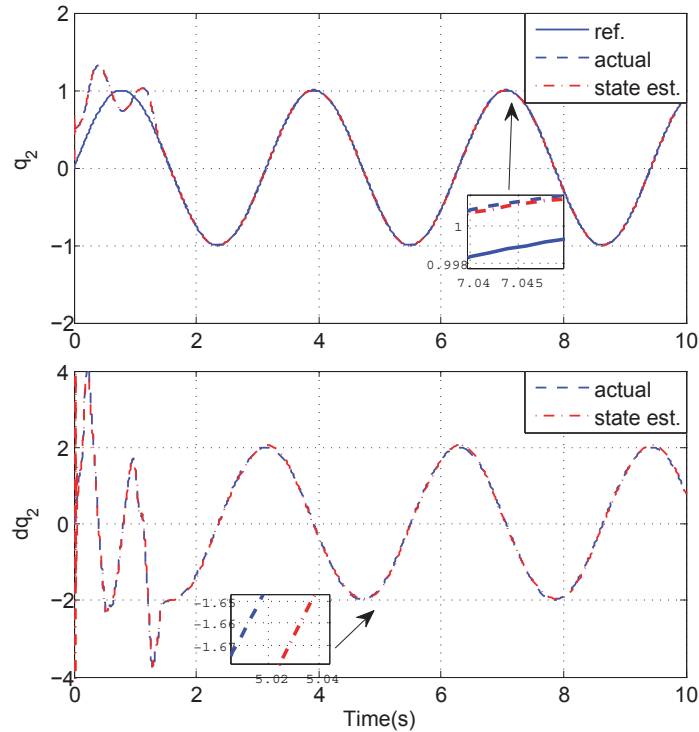 2
1
0
−1
−2
q2
ref.
actual
state est.
1
0.998
7.04 7.045
0 2 4 6 8 10
4
2
0
−2
−4
dq2
actual
state est.
-1.65
-1.66
-1.67
5.02 5.04
0 2 4 6 8 10
Time(s)